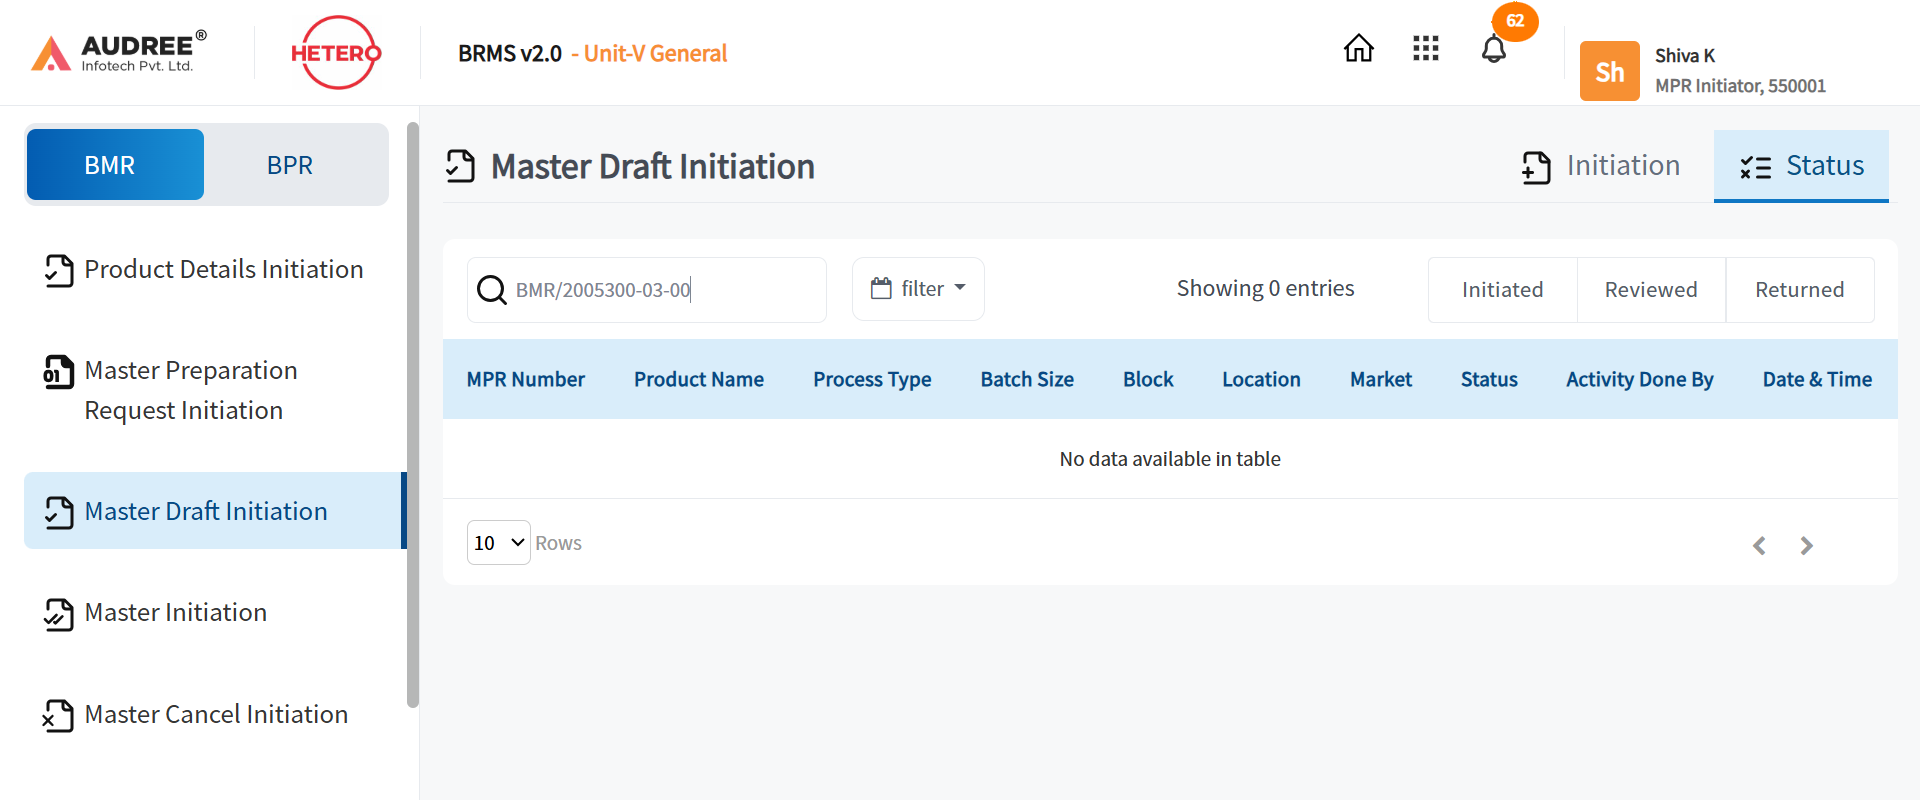 AUDREE®
Infotech Pvt. Ltd.
HETERO
BRMS v2.0 - Unit-V General
62
Sh
Shiva K
MPR Initiator, 550001
BMR
BPR
Product Details Initiation
01
Master Preparation
Request Initiation
Master Draft Initiation
Master Initiation
Master Cancel Initiation
Master Draft Initiation
Initiation
Status
BMR/2005300-03-00
filter
Showing 0 entries
Initiated
Reviewed
Returned
MPR Number Product Name Process Type Batch Size Block Location Market Status Activity Done By Date & Time
No data available in table
10 Rows